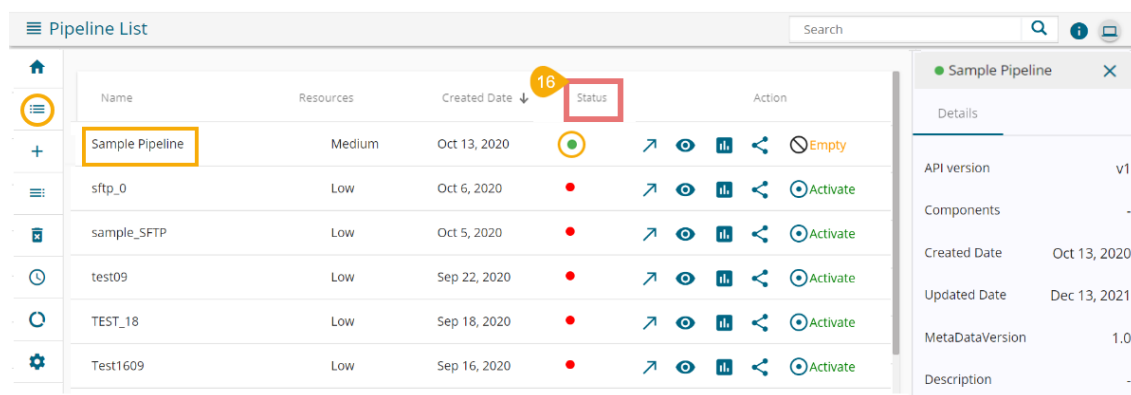 Pipeline List
Search
16
Name Resources Created Date Status Action
Sample Pipeline Medium Oct 13, 2020 Empty
sftp_0 Low Oct 6, 2020 Activate
sample_SFTP Low Oct 5, 2020 Activate
test09 Low Sep 22, 2020 Activate
TEST_18 Low Sep 18, 2020 Activate
Test1609 Low Sep 16, 2020 Activate
Sample Pipeline
Details
API version v1
Components -
Created Date Oct 13, 2020
Updated Date Dec 13, 2021
MetaDataVersion 1.0
Description -